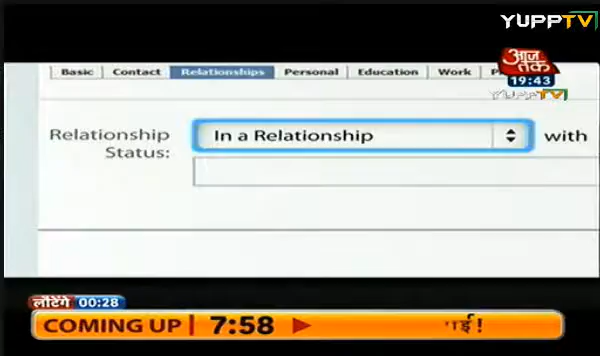 YUPPTV
आज तक
19:43
YUPPTV
Basic Contact Relationships Personal Education Work
Relationship Status: In a Relationship with
लौटेंगे 00:28
COMING UP 7:58